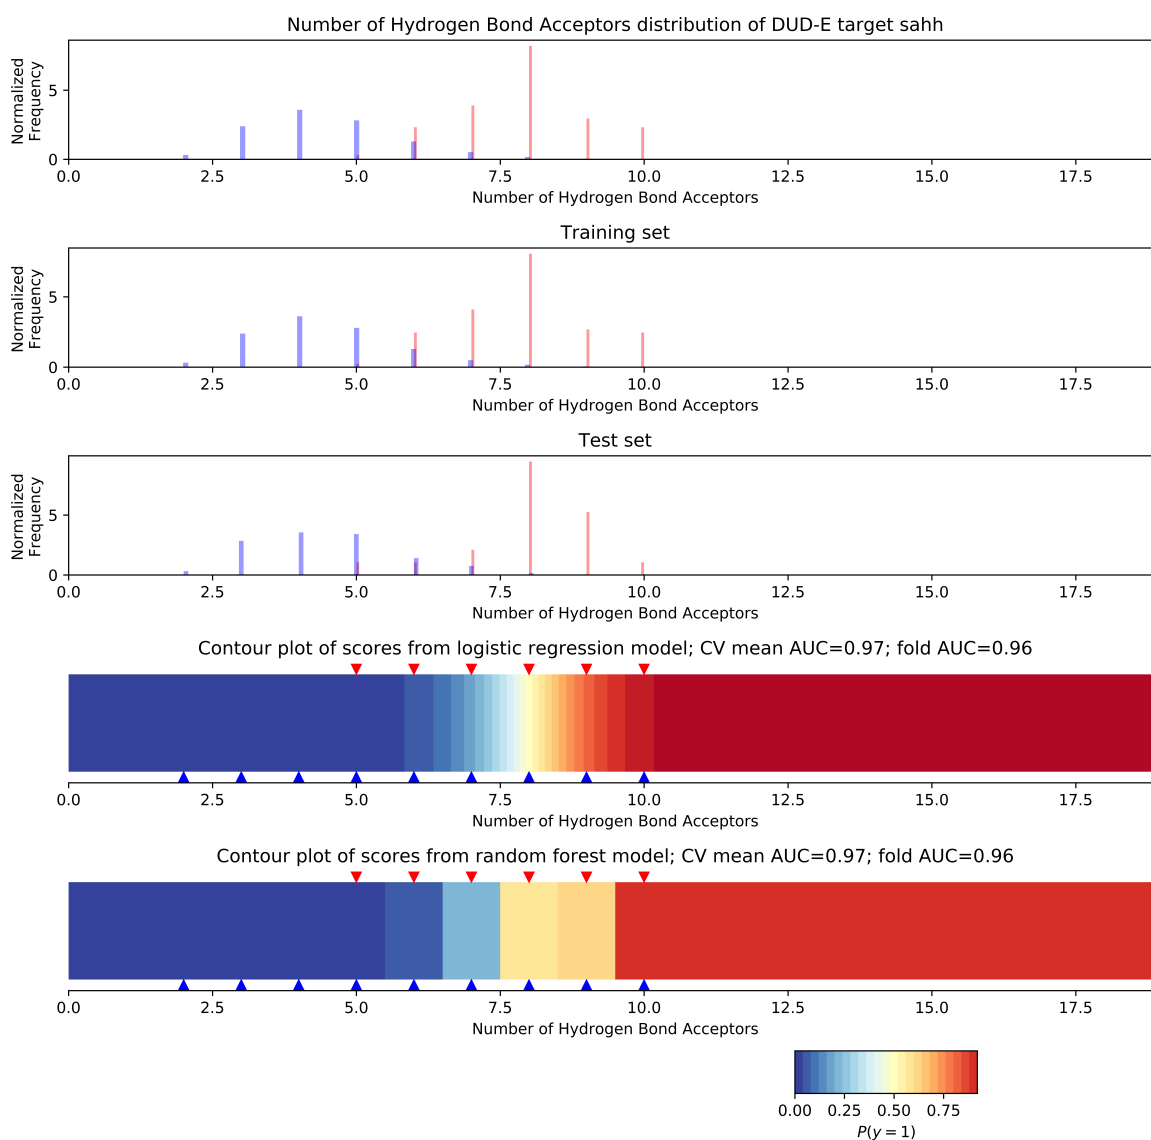 Number of Hydrogen Bond Acceptors distribution of DUD-E target sahh
Normalized
Frequency
5
0
0.0 2.5 5.0 7.5 10.0 12.5 15.0 17.5
Number of Hydrogen Bond Acceptors
Training set
Normalized
Frequency
5
0
0.0 2.5 5.0 7.5 10.0 12.5 15.0 17.5
Number of Hydrogen Bond Acceptors
Test set
Normalized
Frequency
5
0
0.0 2.5 5.0 7.5 10.0 12.5 15.0 17.5
Number of Hydrogen Bond Acceptors
Contour plot of scores from logistic regression model; CV mean AUC=0.97; fold AUC=0.96
0.0 2.5 5.0 7.5 10.0 12.5 15.0 17.5
Number of Hydrogen Bond Acceptors
Contour plot of scores from random forest model; CV mean AUC=0.97; fold AUC=0.96
0.0 2.5 5.0 7.5 10.0 12.5 15.0 17.5
Number of Hydrogen Bond Acceptors
0.00 0.25 0.50 0.75
P(y = 1)